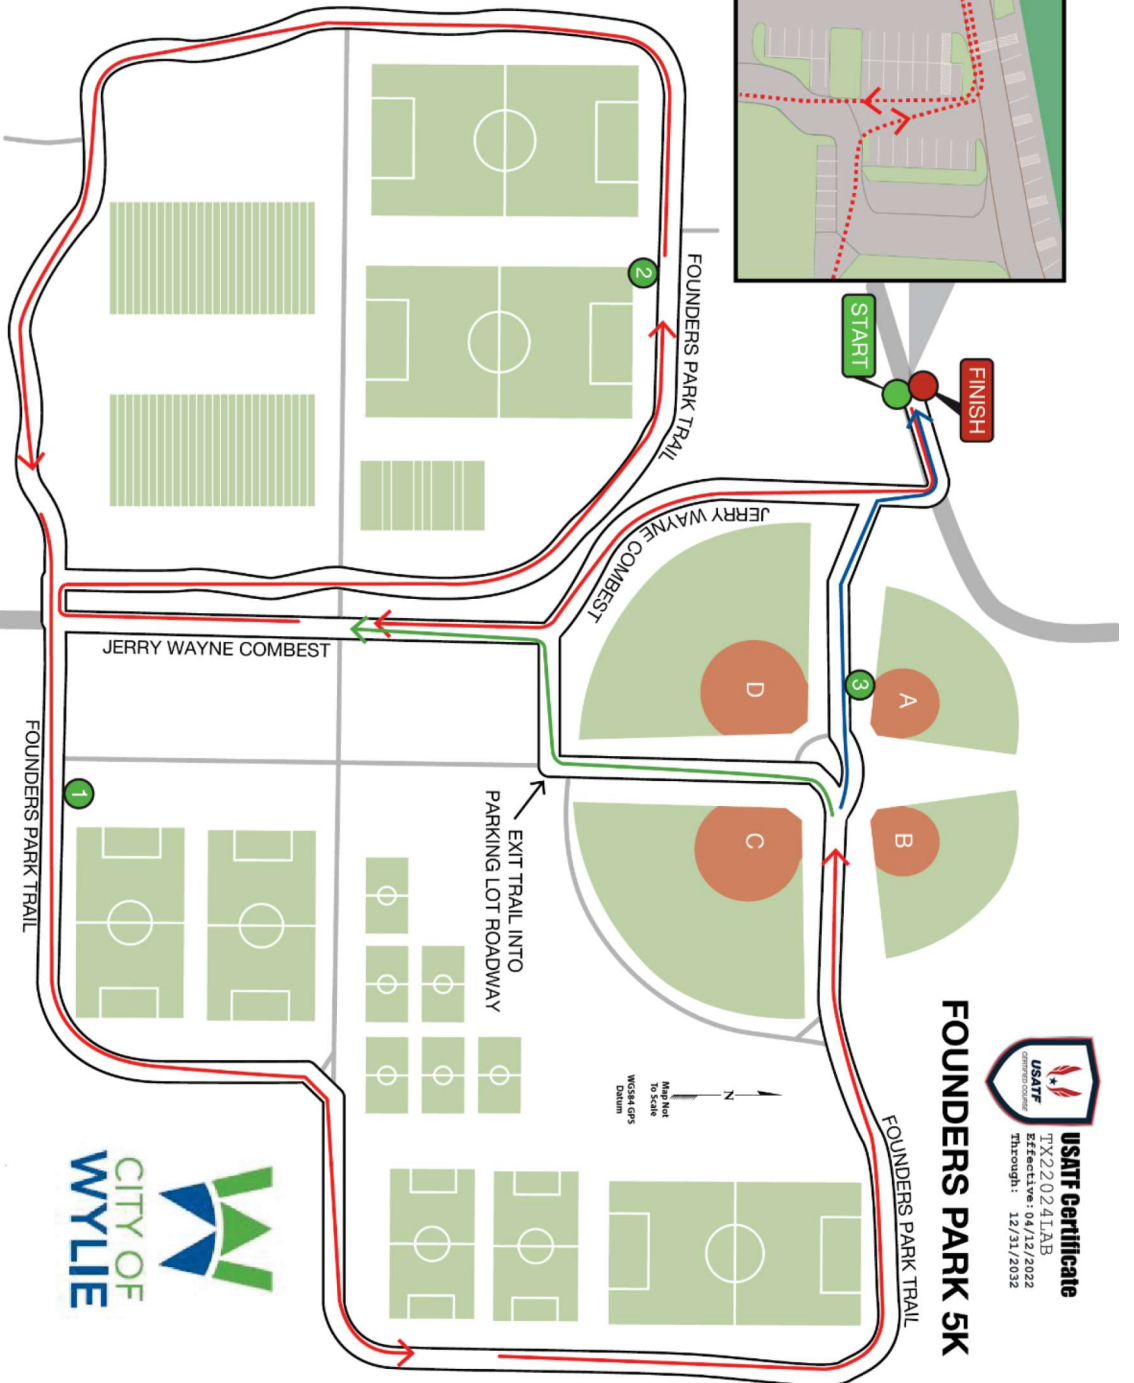 USATF Certificate
TX22024LAB
Effective: 04/12/2022
Through: 12/31/2032
USATF
CERTIFIED COURSE
FOUNDERS PARK 5K
FINISH
START
FOUNDERS PARK TRAIL
JERRY WAYNE COMBEST
A
B
C
D
3
2
1
FOUNDERS PARK TRAIL
N
Map Not
To Scale
WGS84 GPS
Datum
EXIT TRAIL INTO
PARKING LOT ROADWAY
JERRY WAYNE COMBEST
FOUNDERS PARK TRAIL
CITY OF
WYLIE